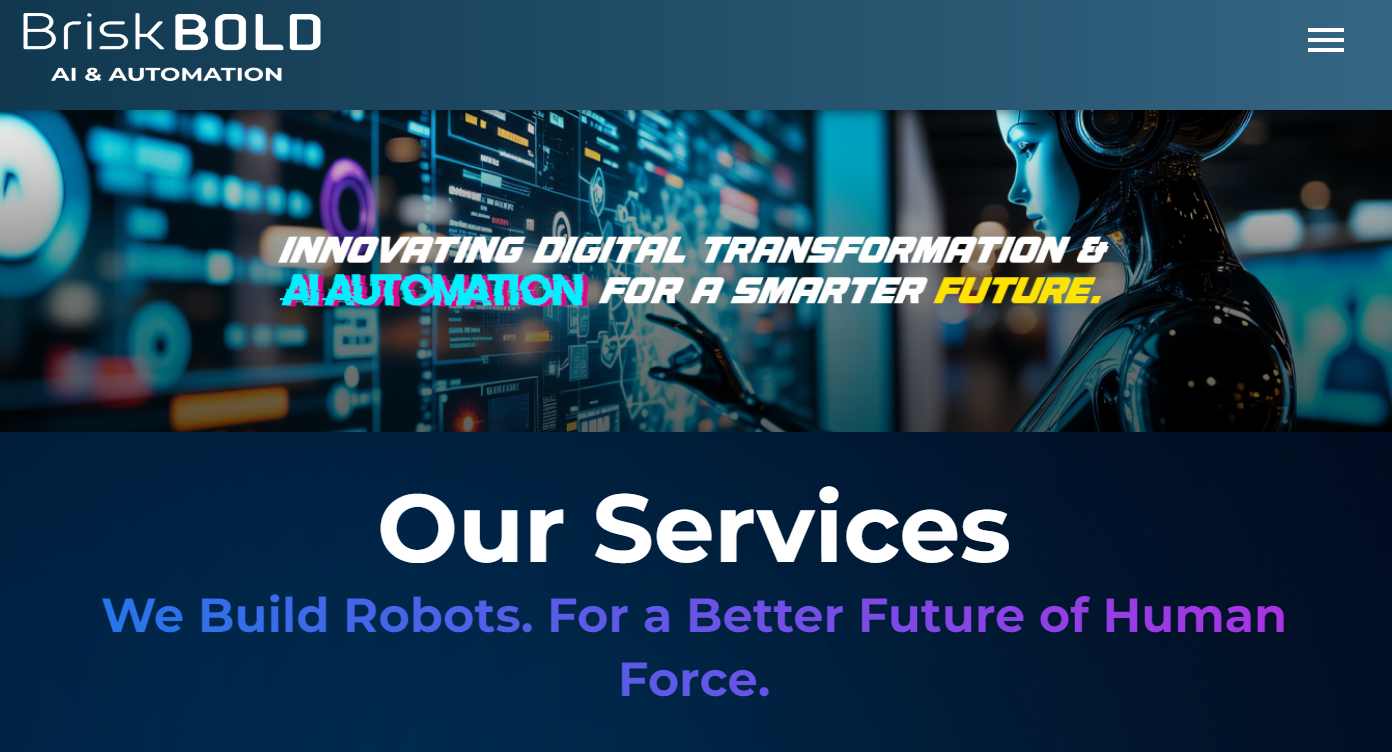 BriskBOLD
AI & AUTOMATION
INNOVATING DIGITAL TRANSFORMATION &
AI AUTOMATION FOR A SMARTER FUTURE.
Our Services
We Build Robots. For a Better Future of Human
Force.